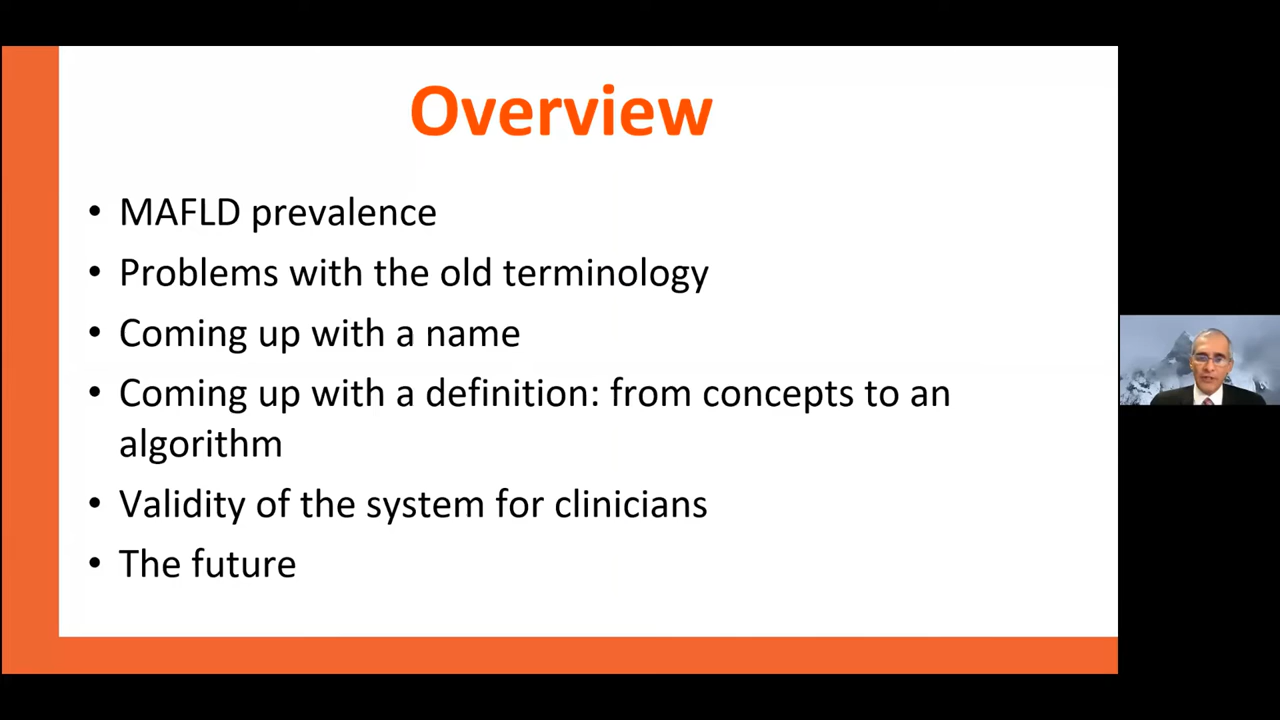 Overview
• MAFLD prevalence
• Problems with the old terminology
• Coming up with a name
• Coming up with a definition: from concepts to an
algorithm
• Validity of the system for clinicians
• The future